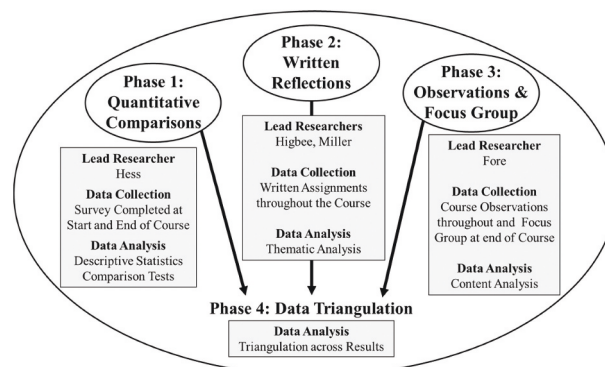 Phase 1:
Quantitative
Comparisons
Lead Researcher
Hess
Data Collection
Survey Completed at
Start and End of Course
Data Analysis
Descriptive Statistics
Comparison Tests
Phase 2:
Written
Reflections
Lead Researchers
Higbee, Miller
Data Collection
Written Assignments
throughout the Course
Data Analysis
Thematic Analysis
Phase 3:
Observations &
Focus Group
Lead Researcher
Fore
Data Collection
Course Observations
throughout and Focus
Group at end of Course
Data Analysis
Content Analysis
Phase 4: Data Triangulation
Data Analysis
Triangulation across Results